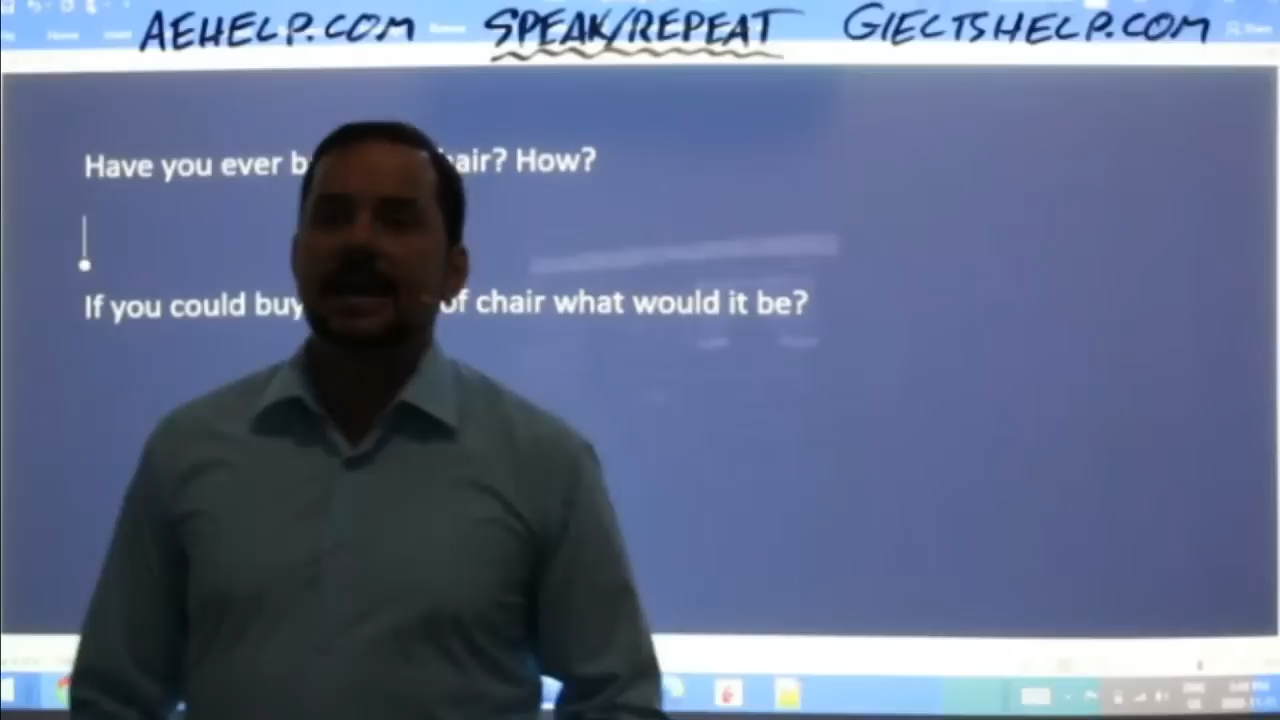 AEHELP.COM SPEAK/REPEAT GIELTSHELP.COM
Have you ever b air? How?
If you could buy of chair what would it be?